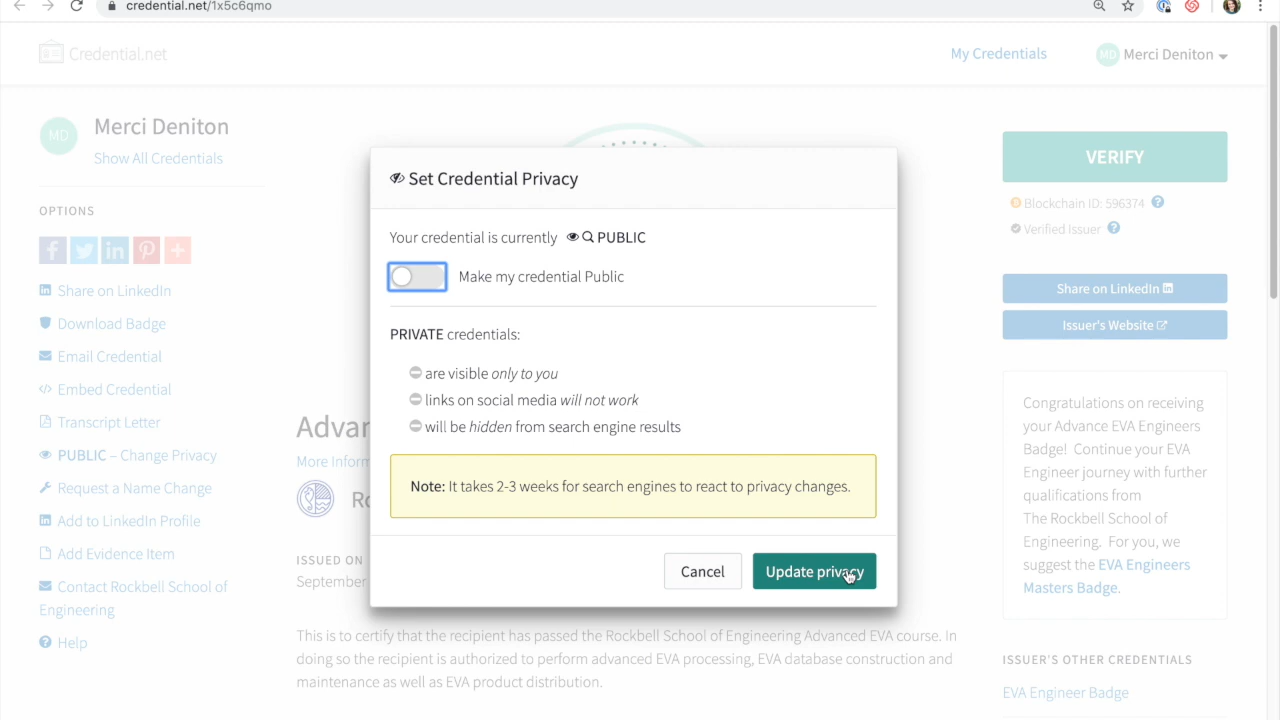 credential.net/1x5c6qmo
Credential.net
My Credentials
MD Merci Deniton
MD
Merci Deniton
Show All Credentials
OPTIONS
Share on LinkedIn
Download Badge
Email Credential
Embed Credential
Transcript Letter
PUBLIC – Change Privacy
Request a Name Change
Add to LinkedIn Profile
Add Evidence Item
Contact Rockbell School of
Engineering
Help
Set Credential Privacy
Your credential is currently PUBLIC
Make my credential Public
PRIVATE credentials:
are visible only to you
links on social media will not work
will be hidden from search engine results
Note: It takes 2-3 weeks for search engines to react to privacy changes.
Cancel
Update privacy
More
ISSUED ON
September
This is to certify that the recipient has passed the Rockbell School of Engineering Advanced EVA course. In
doing so the recipient is authorized to perform advanced EVA processing, EVA database construction and
maintenance as well as EVA product distribution.
VERIFY
Blockchain ID: 596374
Verified Issuer
Share on LinkedIn
Issuer's Website
Congratulations on receiving
your Advance EVA Engineers
Badge! Continue your EVA
Engineer journey with further
qualifications from
The Rockbell School of
Engineering. For you, we
suggest the EVA Engineers
Masters Badge.
ISSUER'S OTHER CREDENTIALS
EVA Engineer Badge